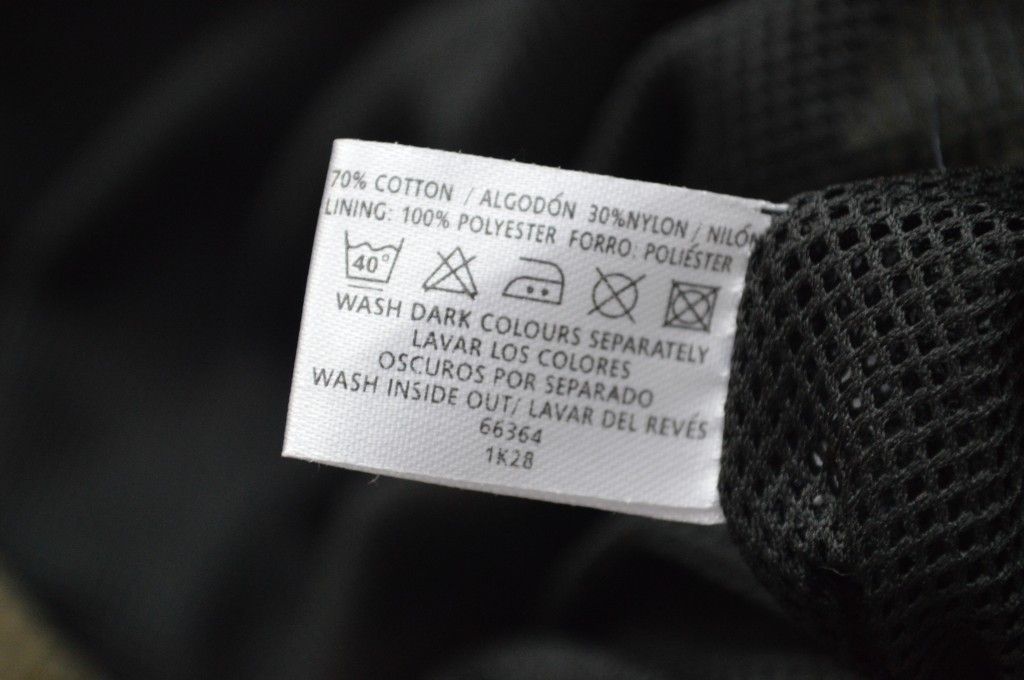 70% COTTON / ALGODÓN 30%NYLON / NILÓN
LINING: 100% POLYESTER FORRO: POLIÉSTER
40°
WASH DARK COLOURS SEPARATELY
LAVAR LOS COLORES
OSCUROS POR SEPARADO
WASH INSIDE OUT/ LAVAR DEL REVÉS
66364
1K28